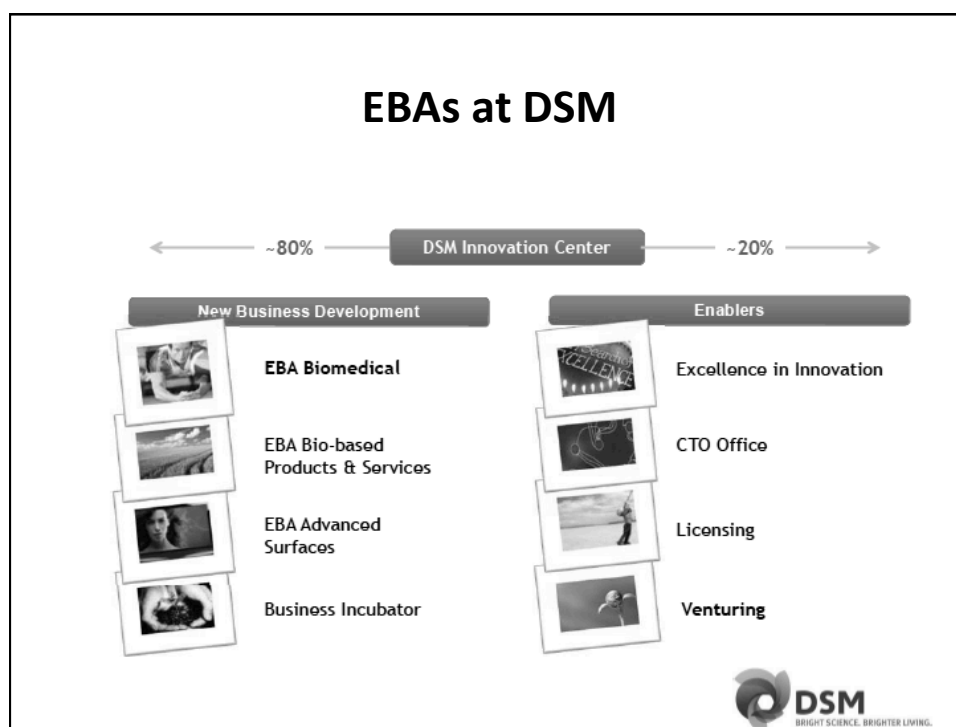 EBAs at DSM
~80%
DSM Innovation Center
~20%
New Business Development
Enablers
EBA Biomedical
EBA Bio-based
Products & Services
EBA Advanced
Surfaces
Business Incubator
EXCELLENCE
Excellence in Innovation
CTO Office
Licensing
Venturing
DSM
BRIGHT SCIENCE. BRIGHTER LIVING.